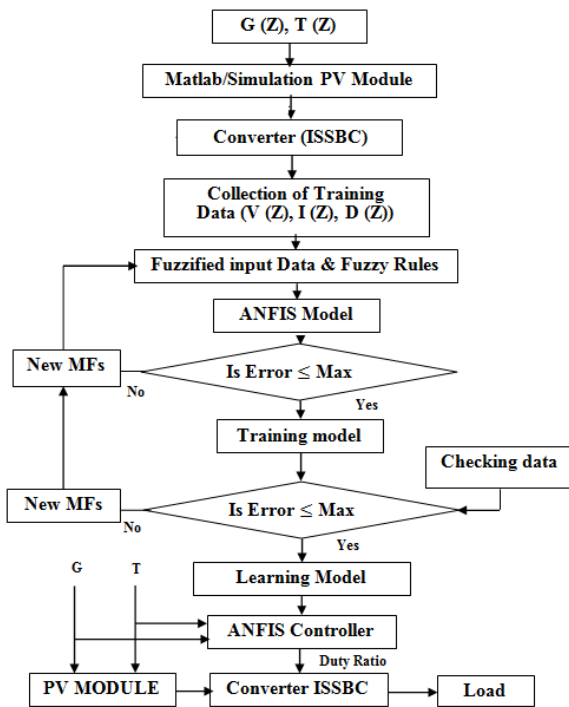 G (Z), T (Z)
Matlab/Simulation PV Module
Converter (ISSBC)
Collection of Training
Data (V (Z), I (Z), D (Z))
Fuzzified input Data & Fuzzy Rules
ANFIS Model
New MFs
No
Is Error ≤ Max
Yes
Training model
Checking data
New MFs
No
Is Error ≤ Max
Yes
G
T
Learning Model
ANFIS Controller
Duty Ratio
PV MODULE
Converter ISSBC
Load